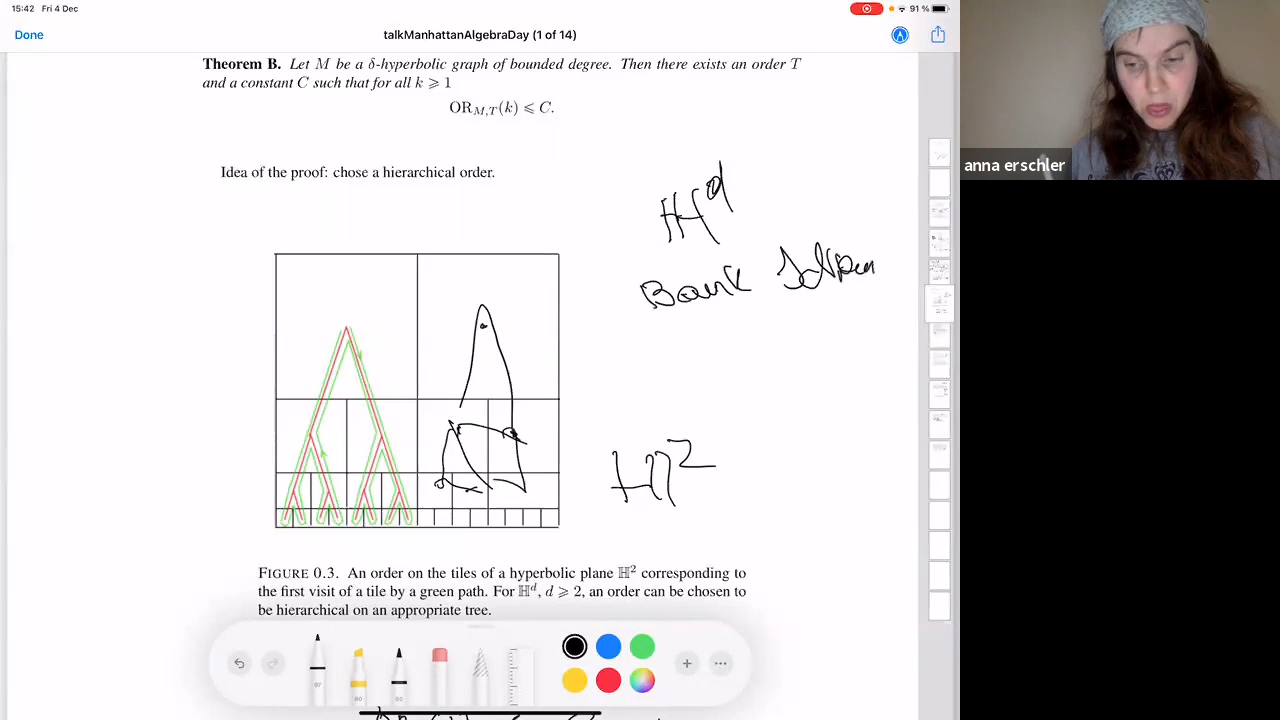 15:42 Fri 4 Dec
91 %
Done
talkManhattanAlgebraDay (1 of 14)
Theorem B. Let M be a δ-hyperbolic graph of bounded degree. Then there exists an order T
and a constant C such that for all k ⩾ 1
OR_{M,T}(k) ⩽ C.
Idea of the proof: chose a hierarchical order.
ℍ^d
ℍ²
FIGURE 0.3. An order on the tiles of a hyperbolic plane ℍ² corresponding to
the first visit of a tile by a green path. For ℍ^d, d ⩾ 2, an order can be chosen to
be hierarchical on an appropriate tree.
anna erschler